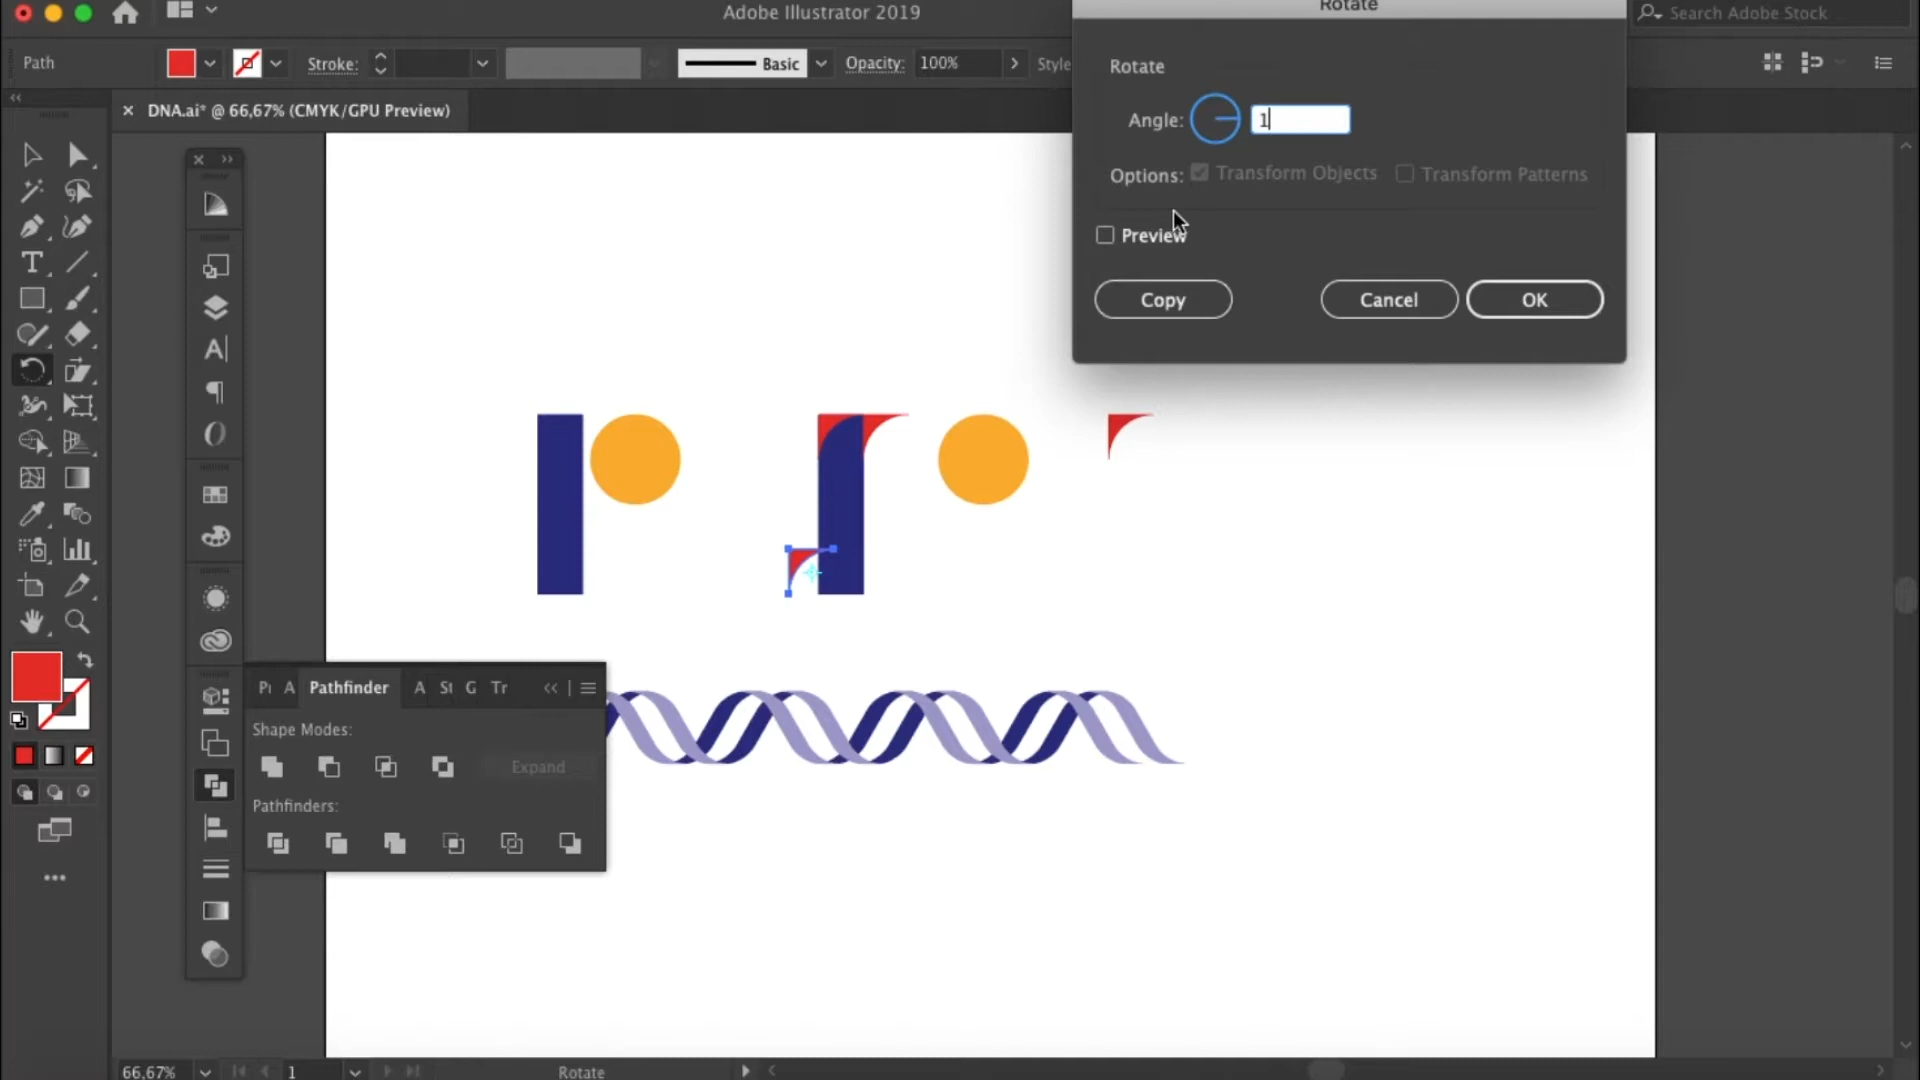 Adobe Illustrator 2019
Rotate
Search Adobe Stock
Path
Stroke:
Basic
Opacity:
100%
Style
DNA.ai* @ 66,67% (CMYK/GPU Preview)
Rotate
Angle:
1
Options:
Transform Objects
Transform Patterns
Preview
Copy
Cancel
OK
A
Pathfinder
A
St
G
Tr
Shape Modes:
Expand
Pathfinders:
66,67%
1
Rotate